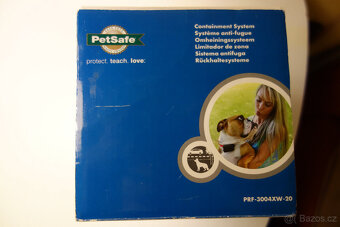 PetSafe®
protect. teach. love.
Containment System
Système anti-fugue
Omheiningssysteem
Limitador de zona
Sistema antifuga
Rückhaltesysteme
PRF-3004XW-20
Bazos.cz